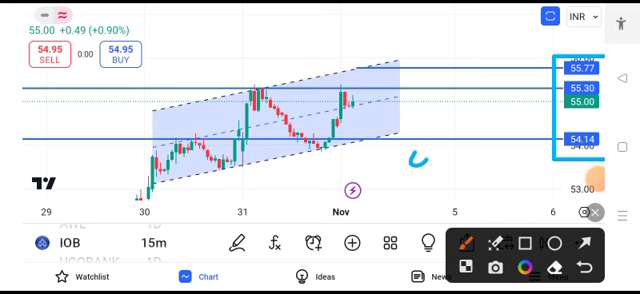 INR
55.00 +0.49 (+0.90%)
54.95
SELL
0.00
54.95
BUY
55.77
55.30
55.00
54.14
54.00
53.00
29
30
31
Nov
5
6
IOB
15m
1D
Watchlist
Chart
Ideas
News
Menu